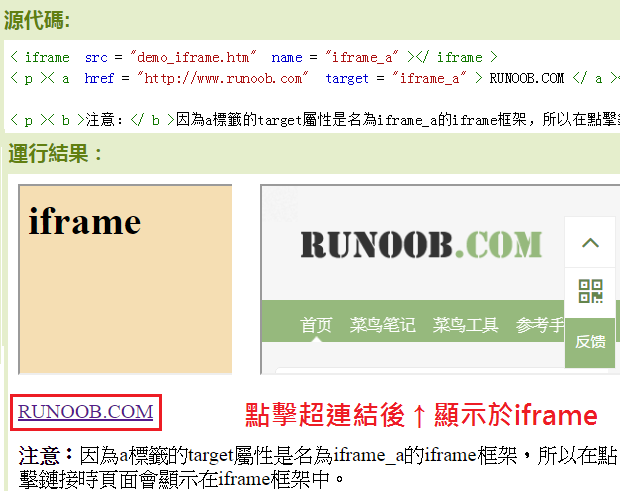 源代碼:
< iframe src = "demo_iframe.htm" name = "iframe_a" ></ iframe >
< p >< a href = "http://www.runoob.com" target = "iframe_a" > RUNOOB.COM </ a ><
< p >< b >注意：</ b >因為a標籤的target屬性是名為iframe_a的iframe框架，所以在點擊
運行結果：
iframe
RUNOOB.COM
首页 菜鸟笔记 菜鸟工具 参考手
反馈
RUNOOB.COM
點擊超連結後↑顯示於iframe
注意：因為a標籤的target屬性是名為iframe_a的iframe框架，所以在點
擊鏈接時頁面會顯示在iframe框架中。